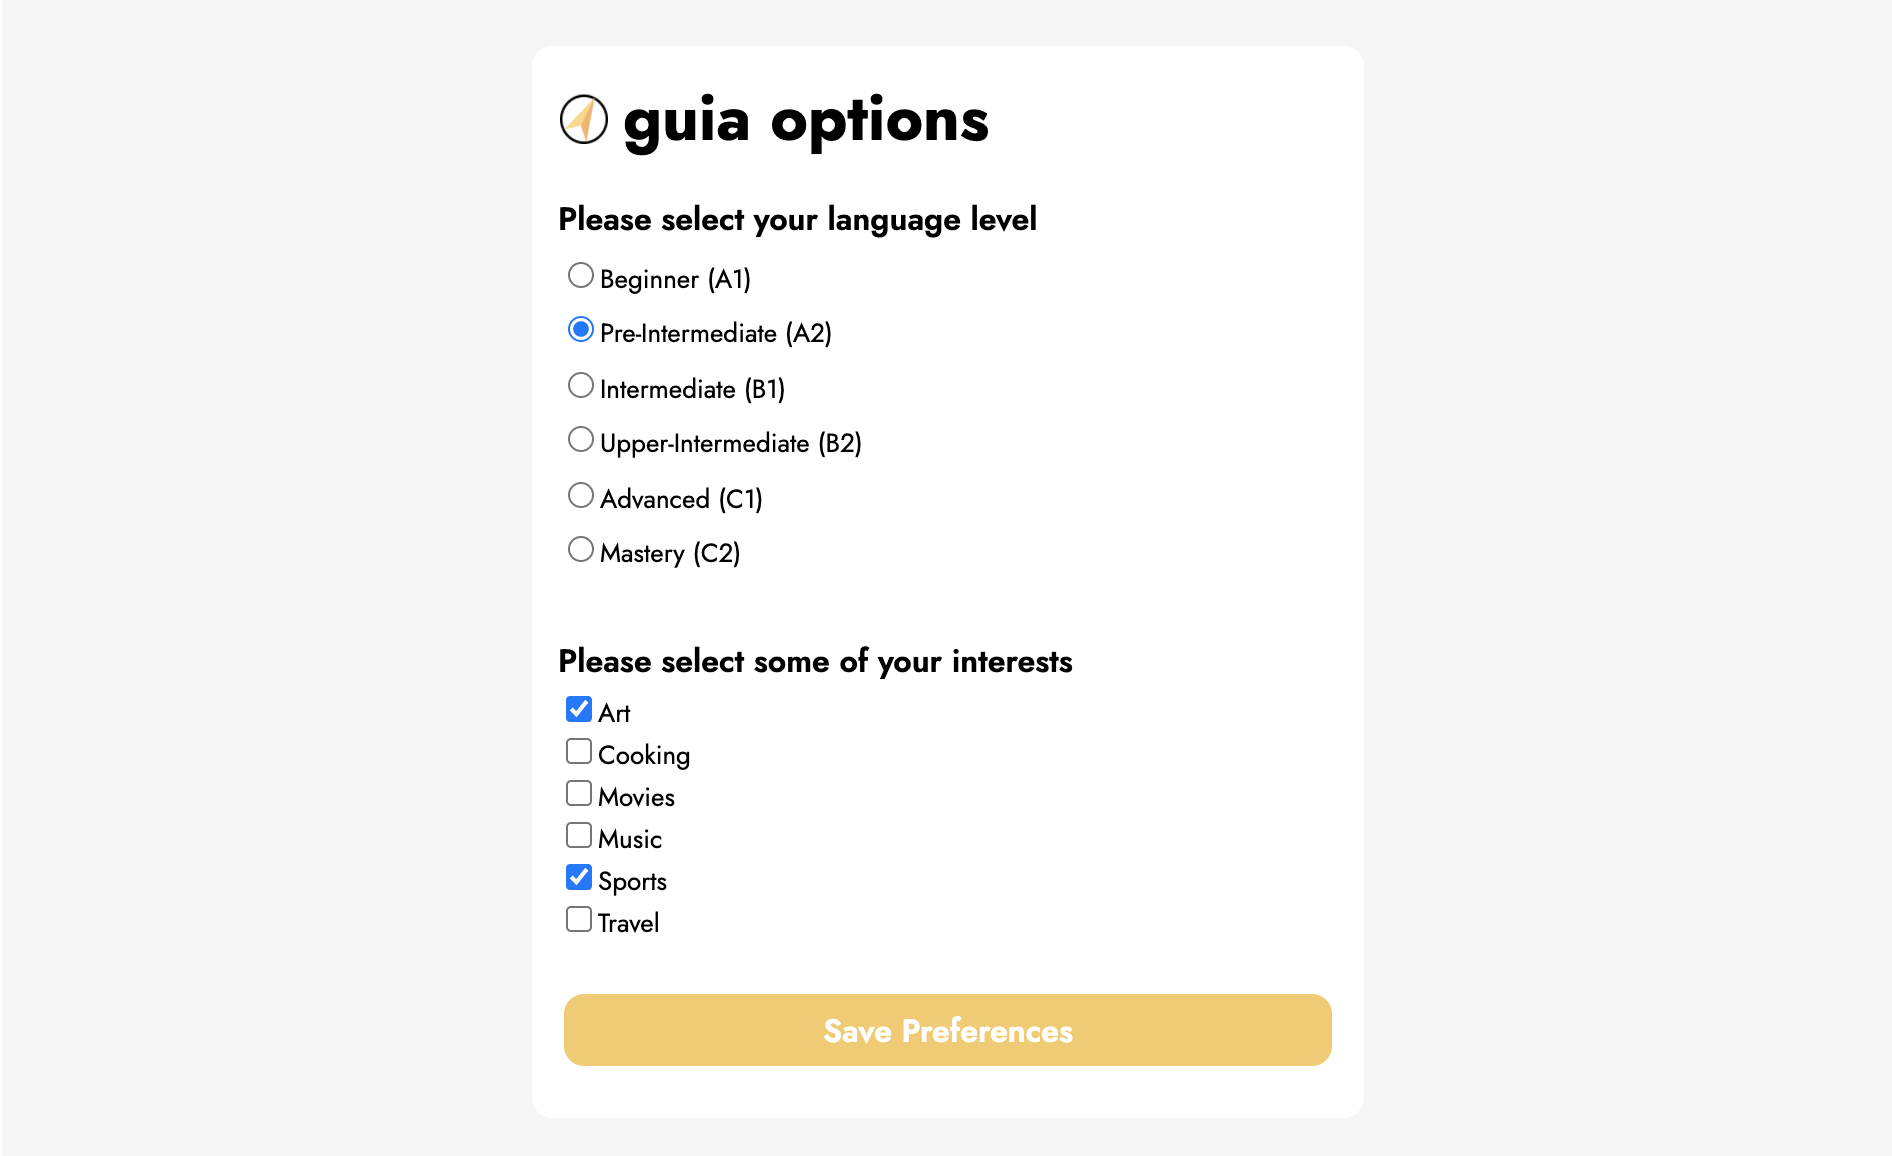 guia options
Please select your language level
Beginner (A1)
Pre-Intermediate (A2)
Intermediate (B1)
Upper-Intermediate (B2)
Advanced (C1)
Mastery (C2)
Please select some of your interests
Art
Cooking
Movies
Music
Sports
Travel
Save Preferences